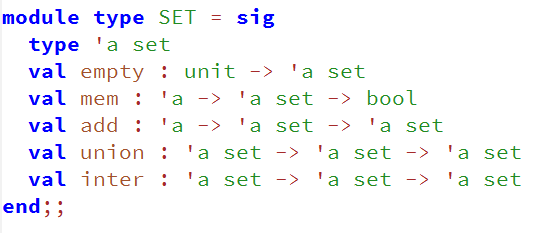 module type SET = sig
  type 'a set
  val empty : unit -> 'a set
  val mem : 'a -> 'a set -> bool
  val add : 'a -> 'a set -> 'a set
  val union : 'a set -> 'a set -> 'a set
  val inter : 'a set -> 'a set -> 'a set
end;;